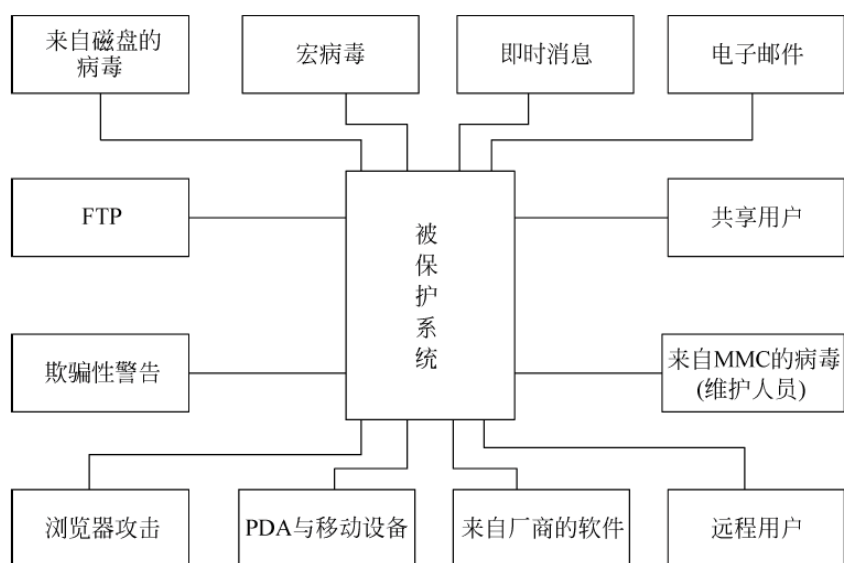 来自磁盘的
病毒
宏病毒
即时消息
电子邮件
FTP
被
保
护
系
统
共享用户
欺骗性警告
来自MMC的病毒
(维护人员)
浏览器攻击
PDA与移动设备
来自厂商的软件
远程用户